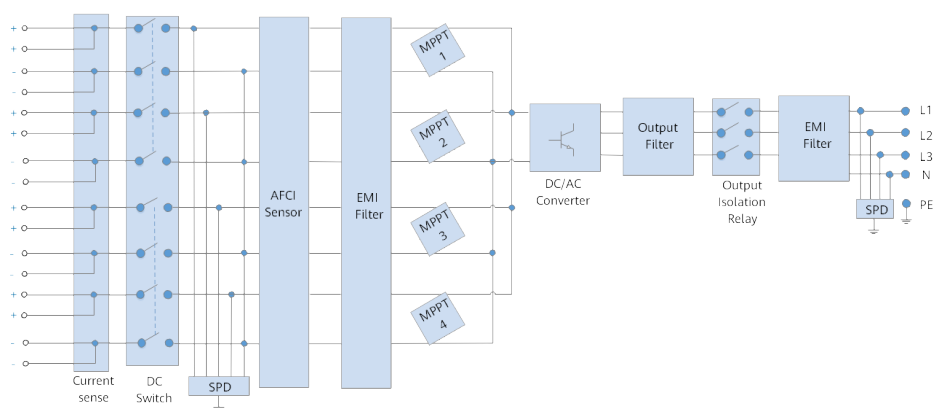 +
+
-
-
+
+
-
-
+
+
-
-
+
+
-
-
Current
sense
DC
Switch
SPD
AFCI
Sensor
EMI
Filter
MPPT
1
MPPT
2
MPPT
3
MPPT
4
DC/AC
Converter
Output
Filter
Output
Isolation
Relay
EMI
Filter
SPD
L1
L2
L3
N
PE